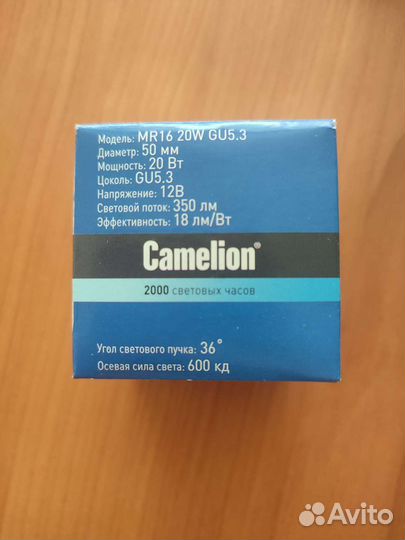 Модель: MR16 20W GU5.3
Диаметр: 50 мм
Мощность: 20 Вт
Цоколь: GU5.3
Напряжение: 12В
Световой поток: 350 лм
Эффективность: 18 лм/Вт
Camelion®
2000 световых часов
Угол светового пучка: 36°
Осевая сила света: 600 кд
Avito